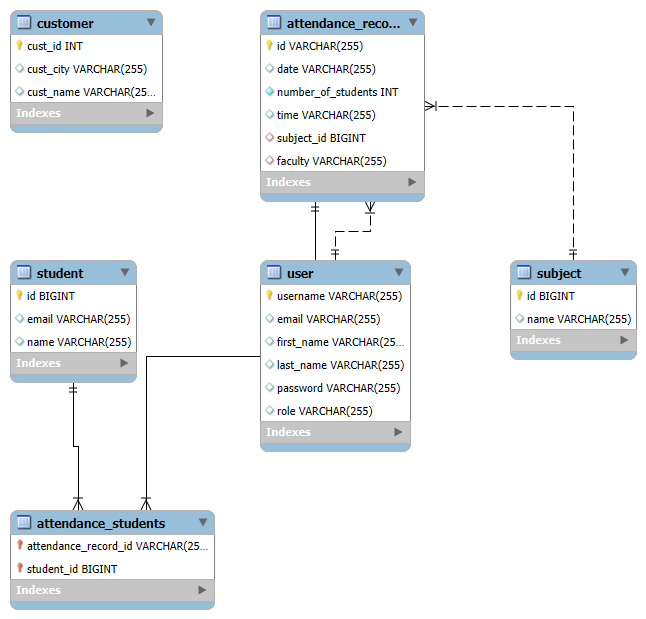 customer
cust_id INT
cust_city VARCHAR(255)
cust_name VARCHAR(25...
Indexes
attendance_reco...
id VARCHAR(255)
date VARCHAR(255)
number_of_students INT
time VARCHAR(255)
subject_id BIGINT
faculty VARCHAR(255)
Indexes
student
id BIGINT
email VARCHAR(255)
name VARCHAR(255)
Indexes
user
username VARCHAR(255)
email VARCHAR(255)
first_name VARCHAR(25...
last_name VARCHAR(255)
password VARCHAR(255)
role VARCHAR(255)
Indexes
subject
id BIGINT
name VARCHAR(255)
Indexes
attendance_students
attendance_record_id VARCHAR(25...
student_id BIGINT
Indexes